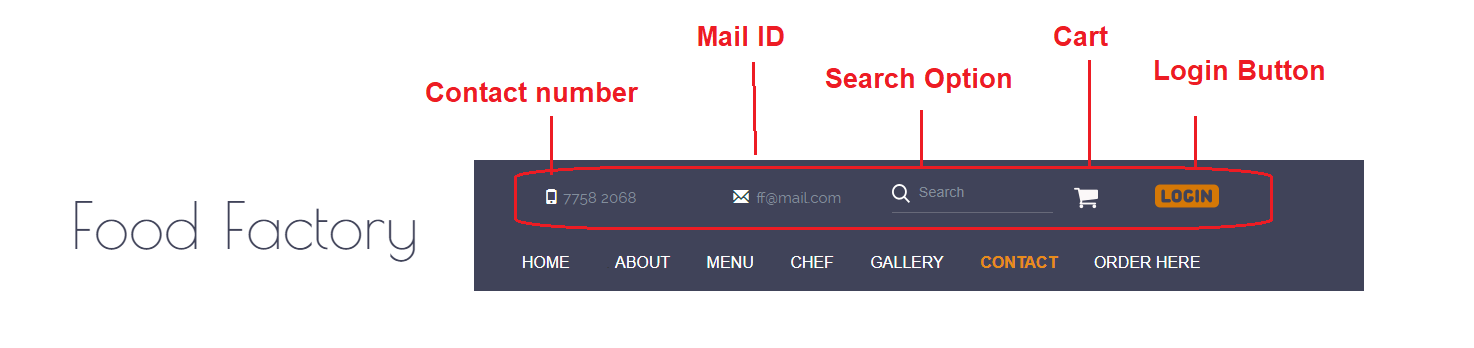 Mail ID
Cart
Login Button
Search Option
Contact number
7758 2068
ff@mail.com
Search
LOGIN
Food Factory
HOME ABOUT MENU CHEF GALLERY CONTACT ORDER HERE